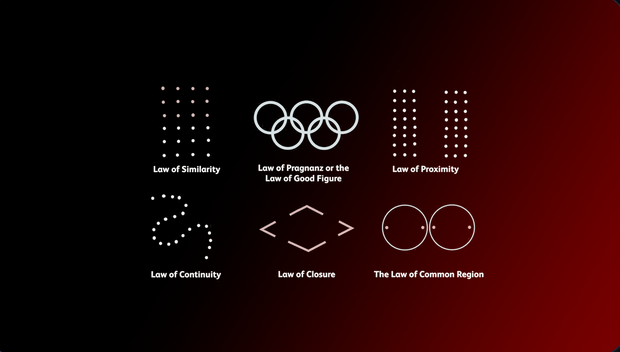 Law of Similarity
Law of Pragnanz or the
Law of Good Figure
Law of Proximity
Law of Continuity
Law of Closure
The Law of Common Region